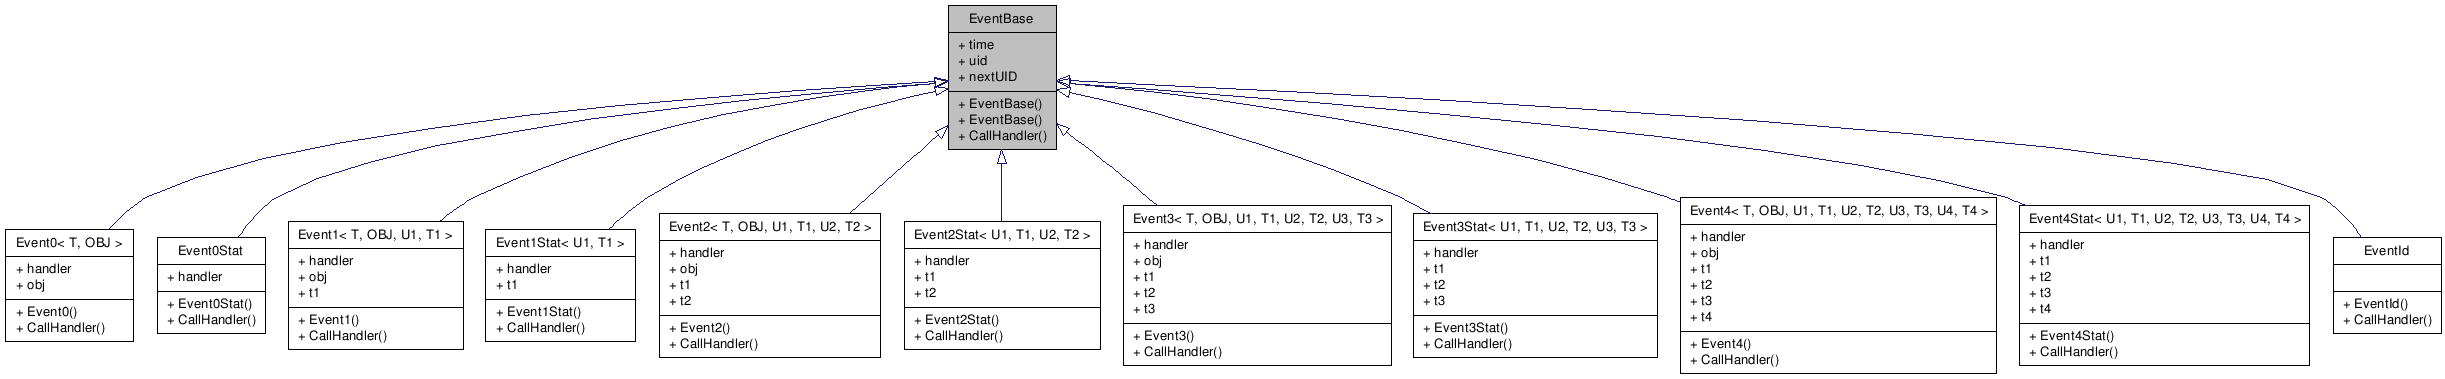 EventBase
+ time
+ uid
+ nextUID
+ EventBase()
+ EventBase()
+ CallHandler()
Event0< T, OBJ >
+ handler
+ obj
+ Event0()
+ CallHandler()
Event0Stat
+ handler
+ Event0Stat()
+ CallHandler()
Event1< T, OBJ, U1, T1 >
+ handler
+ obj
+ t1
+ Event1()
+ CallHandler()
Event1Stat< U1, T1 >
+ handler
+ t1
+ Event1Stat()
+ CallHandler()
Event2< T, OBJ, U1, T1, U2, T2 >
+ handler
+ obj
+ t1
+ t2
+ Event2()
+ CallHandler()
Event2Stat< U1, T1, U2, T2 >
+ handler
+ t1
+ t2
+ Event2Stat()
+ CallHandler()
Event3< T, OBJ, U1, T1, U2, T2, U3, T3 >
+ handler
+ obj
+ t1
+ t2
+ t3
+ Event3()
+ CallHandler()
Event3Stat< U1, T1, U2, T2, U3, T3 >
+ handler
+ t1
+ t2
+ t3
+ Event3Stat()
+ CallHandler()
Event4< T, OBJ, U1, T1, U2, T2, U3, T3, U4, T4 >
+ handler
+ obj
+ t1
+ t2
+ t3
+ t4
+ Event4()
+ CallHandler()
Event4Stat< U1, T1, U2, T2, U3, T3, U4, T4 >
+ handler
+ t1
+ t2
+ t3
+ t4
+ Event4Stat()
+ CallHandler()
EventId
+ EventId()
+ CallHandler()